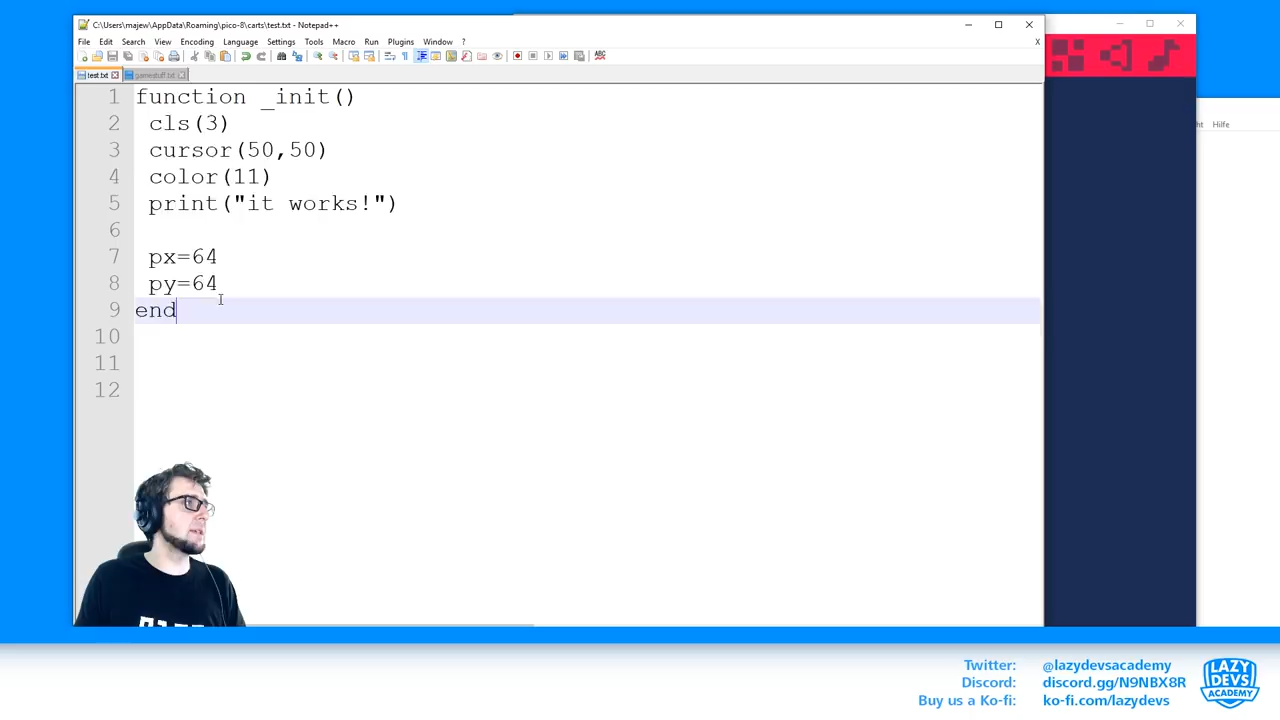 C:\Users\majew\AppData\Roaming\pico-8\carts\test.txt - Notepad++
File Edit Search View Encoding Language Settings Tools Macro Run Plugins Window ? X
test.txt gamestuff.txt
1 function _init()
2 cls(3)
3 cursor(50,50)
4 color(11)
5 print("it works!")
6
7 px=64
8 py=64
9 end
10
11
12
ht Hilfe
Twitter: @lazydevsacademy
Discord: discord.gg/N9NBX8R
Buy us a Ko-fi: ko-fi.com/lazydevs
LAZY
DEVS
ACADEMY